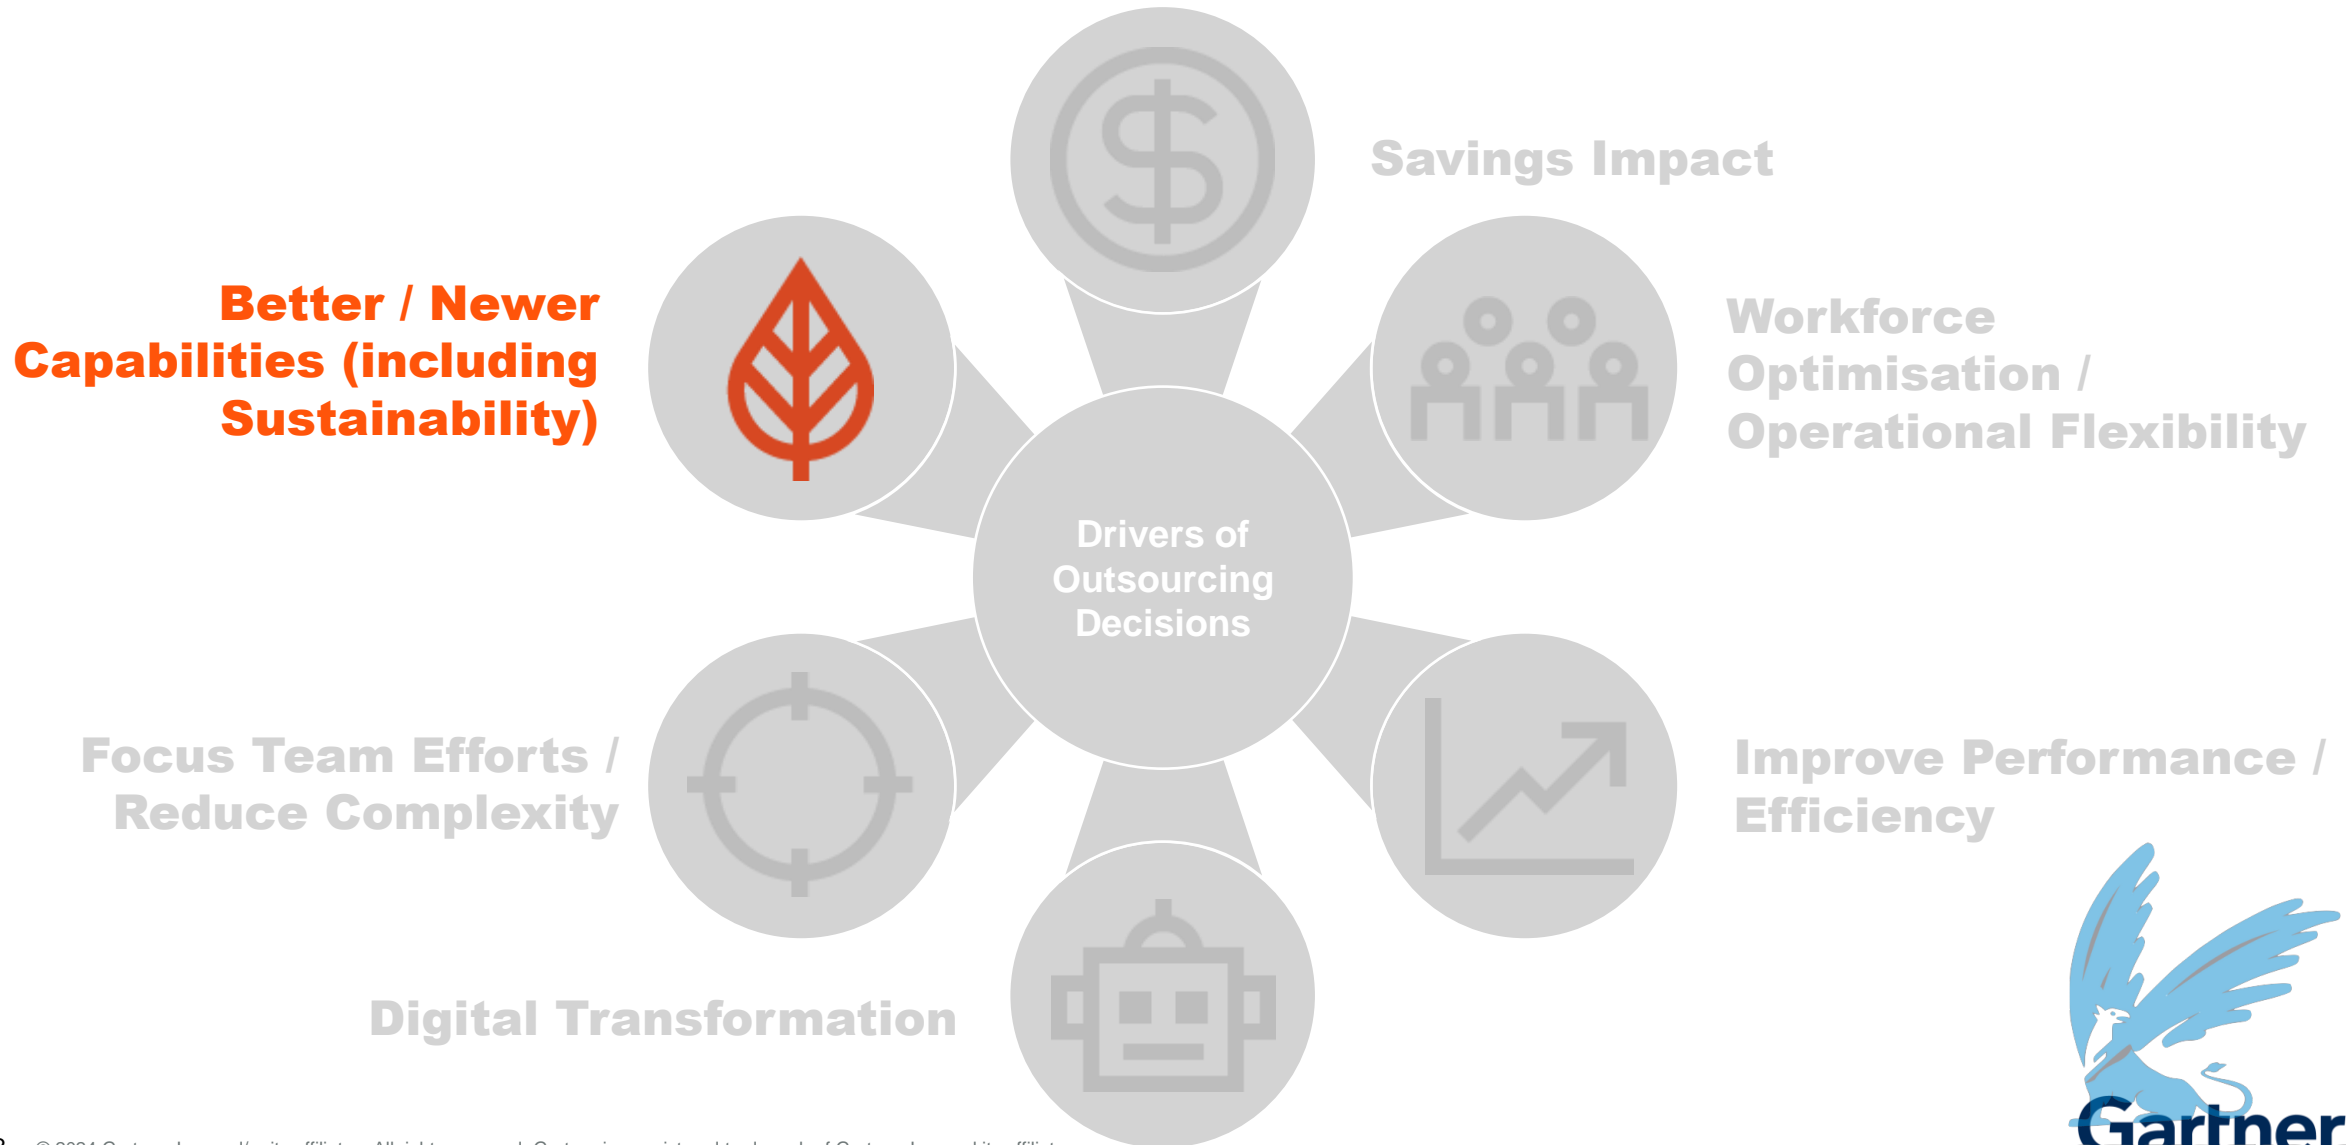 Savings Impact
Better / Newer
Capabilities (including
Sustainability)
Workforce
Optimisation /
Operational Flexibility
Drivers of
Outsourcing
Decisions
Focus Team Efforts /
Reduce Complexity
Improve Performance /
Efficiency
Digital Transformation
Gartner